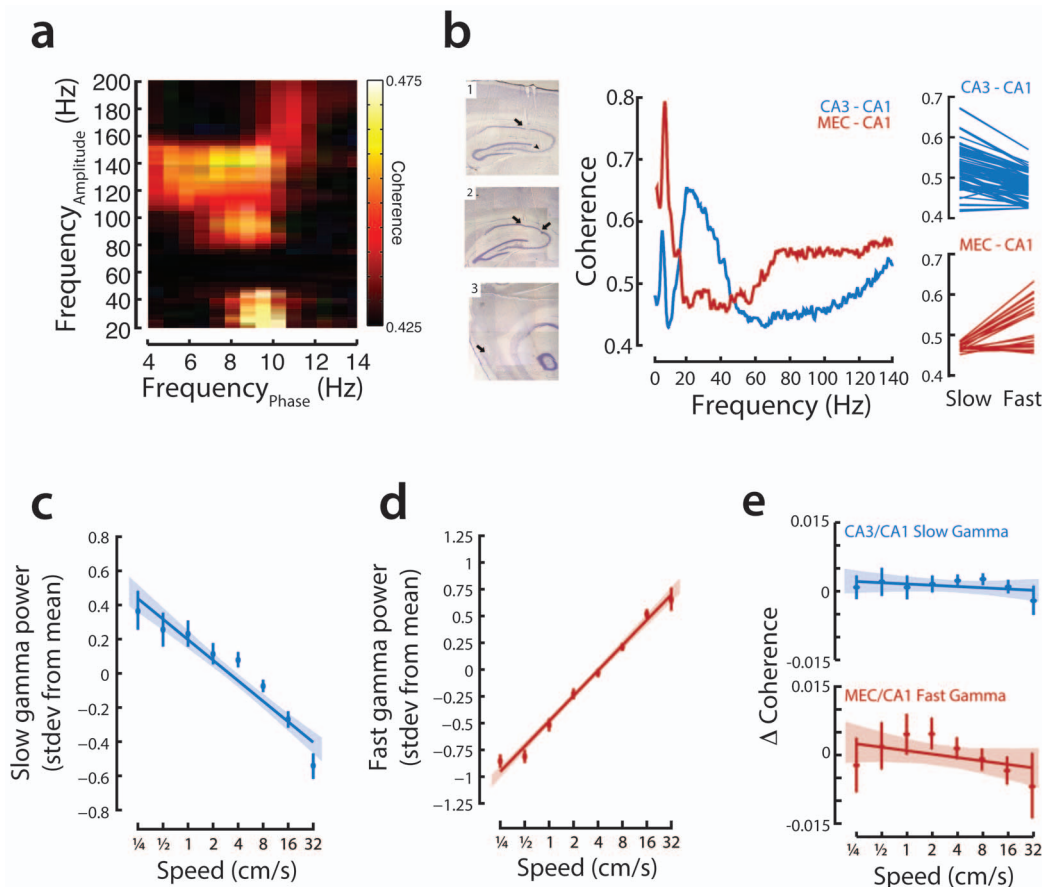 a
200
180
160
140
120
100
80
60
40
20
Frequency Amplitude (Hz)
4 6 8 10 12 14
Frequency Phase (Hz)
0.475
Coherence
0.425
b
1
2
3
CA3 - CA1
MEC - CA1
0.8
0.7
0.6
0.5
0.4
Coherence
0 20 40 60 80 100 120 140
Frequency (Hz)
CA3 - CA1
0.7
0.6
0.5
0.4
MEC - CA1
0.7
0.6
0.5
0.4
Slow Fast
c
0.8
0.6
0.4
0.2
0
−0.2
−0.4
−0.6
−0.8
Slow gamma power
(stdev from mean)
¼ ½ 1 2 4 8 16 32
Speed (cm/s)
d
1.25
1
0.75
0.5
0.25
0
−0.25
−0.5
−0.75
−1
−1.25
Fast gamma power
(stdev from mean)
¼ ½ 1 2 4 8 16 32
Speed (cm/s)
e
0.015
CA3/CA1 Slow Gamma
0
-0.015
0.015
MEC/CA1 Fast Gamma
0
-0.015
Δ Coherence
¼ ½ 1 2 4 8 16 32
Speed (cm/s)